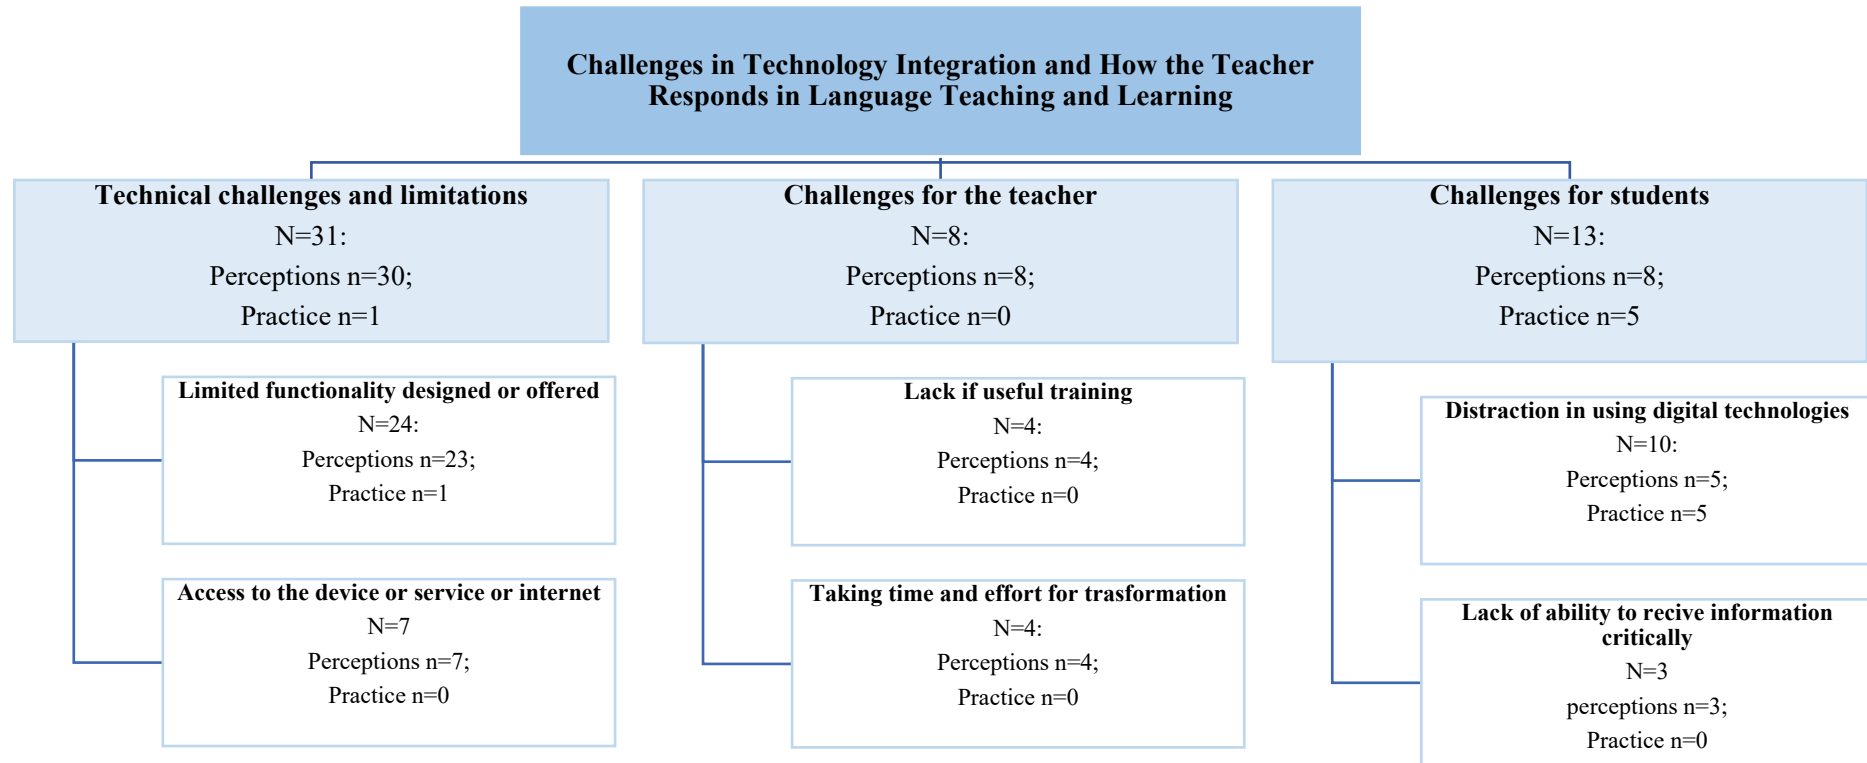 Challenges in Technology Integration and How the Teacher
Responds in Language Teaching and Learning
Technical challenges and limitations
N=31:
Perceptions n=30;
Practice n=1
Limited functionality designed or offered
N=24:
Perceptions n=23;
Practice n=1
Access to the device or service or internet
N=7
Perceptions n=7;
Practice n=0
Challenges for the teacher
N=8:
Perceptions n=8;
Practice n=0
Lack if useful training
N=4:
Perceptions n=4;
Practice n=0
Taking time and effort for trasformation
N=4:
Perceptions n=4;
Practice n=0
Challenges for students
N=13:
Perceptions n=8;
Practice n=5
Distraction in using digital technologies
N=10:
Perceptions n=5;
Practice n=5
Lack of ability to recive information
critically
N=3
perceptions n=3;
Practice n=0